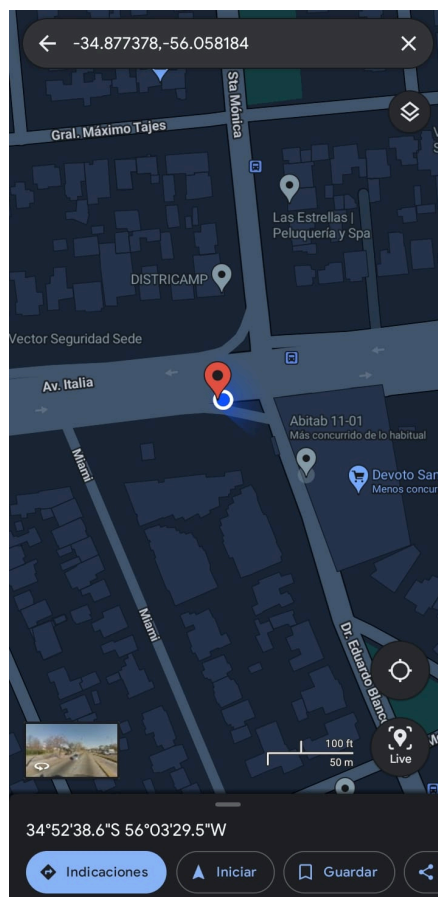 -34.877378,-56.058184
Sta Mónica
Gral. Máximo Tajes
Las Estrellas |
Peluquería y Spa
DISTRICAMP
Vector Seguridad Sede
Av. Italia
Abitab 11-01
Más concurrido de lo habitual
Devoto San
Menos concur
Miami
Miami
Dr. Eduardo Blanco
100 ft
50 m
Live
34°52'38.6"S 56°03'29.5"W
Indicaciones
Iniciar
Guardar